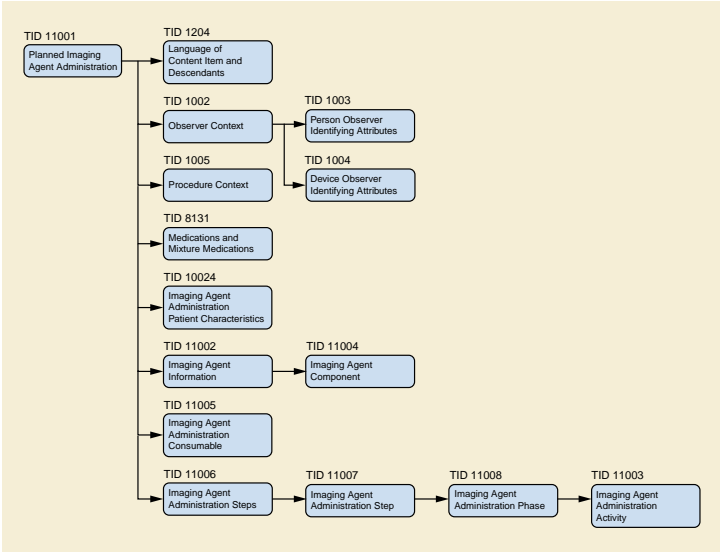 TID 11001
Planned Imaging
Agent Administration
TID 1204
Language of
Content Item and
Descendants
TID 1002
Observer Context
TID 1003
Person Observer
Identifying Attributes
TID 1005
Procedure Context
TID 1004
Device Observer
Identifying Attributes
TID 8131
Medications and
Mixture Medications
TID 10024
Imaging Agent
Administration
Patient Characteristics
TID 11002
Imaging Agent
Information
TID 11004
Imaging Agent
Component
TID 11005
Imaging Agent
Administration
Consumable
TID 11006
Imaging Agent
Administration Steps
TID 11007
Imaging Agent
Administration Step
TID 11008
Imaging Agent
Administration Phase
TID 11003
Imaging Agent
Administration
Activity